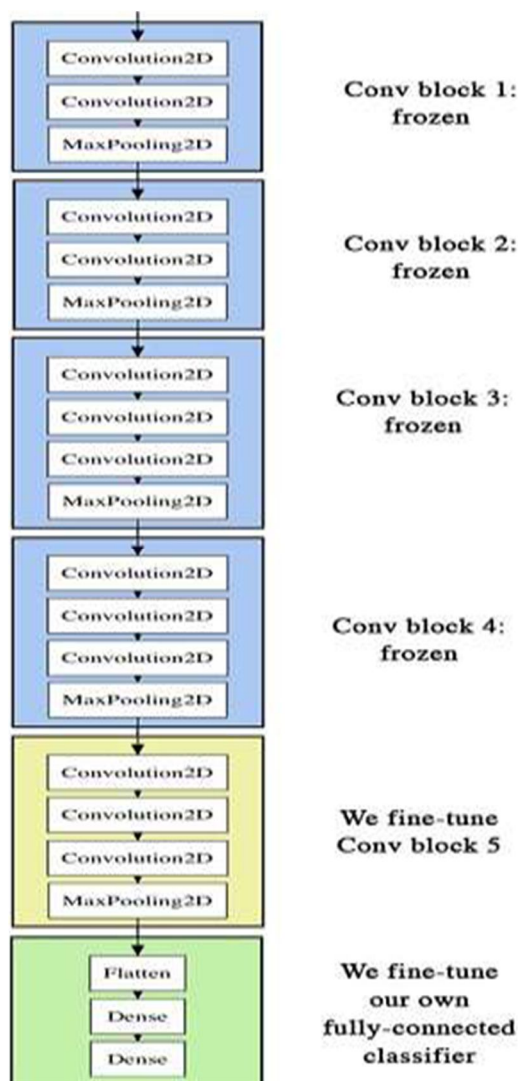 Convolution2D
Convolution2D
MaxPooling2D
Conv block 1:
frozen
Convolution2D
Convolution2D
MaxPooling2D
Conv block 2:
frozen
Convolution2D
Convolution2D
Convolution2D
MaxPooling2D
Conv block 3:
frozen
Convolution2D
Convolution2D
Convolution2D
MaxPooling2D
Conv block 4:
frozen
Convolution2D
Convolution2D
Convolution2D
MaxPooling2D
We fine-tune
Conv block 5
Flatten
Dense
Dense
We fine-tune
our own
fully-connected
classifier